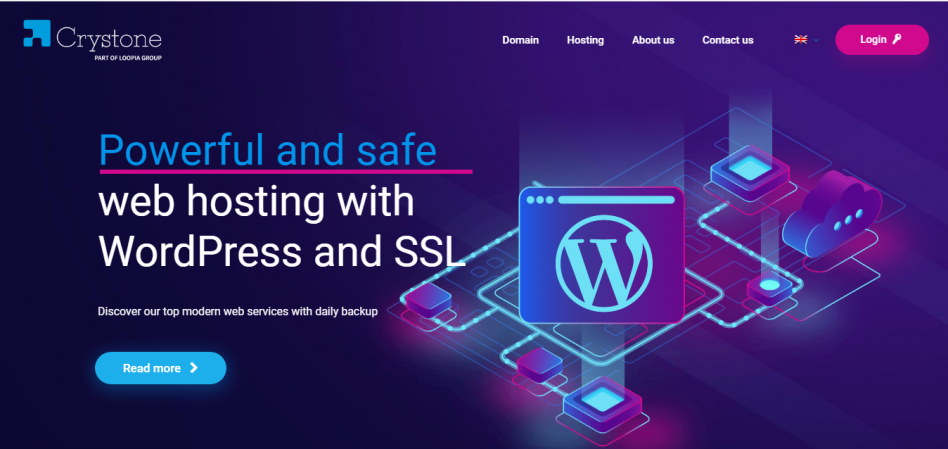 Crystone
PART OF LOOPIA GROUP
Domain Hosting About us Contact us Login
Powerful and safe
web hosting with
WordPress and SSL
Discover our top modern web services with daily backup
Read more
W